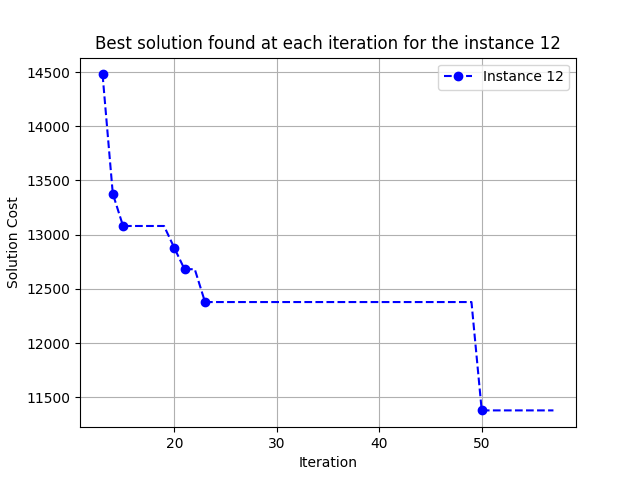 Best solution found at each iteration for the instance 12
Instance 12
Solution Cost
14500
14000
13500
13000
12500
12000
11500
20 30 40 50
Iteration